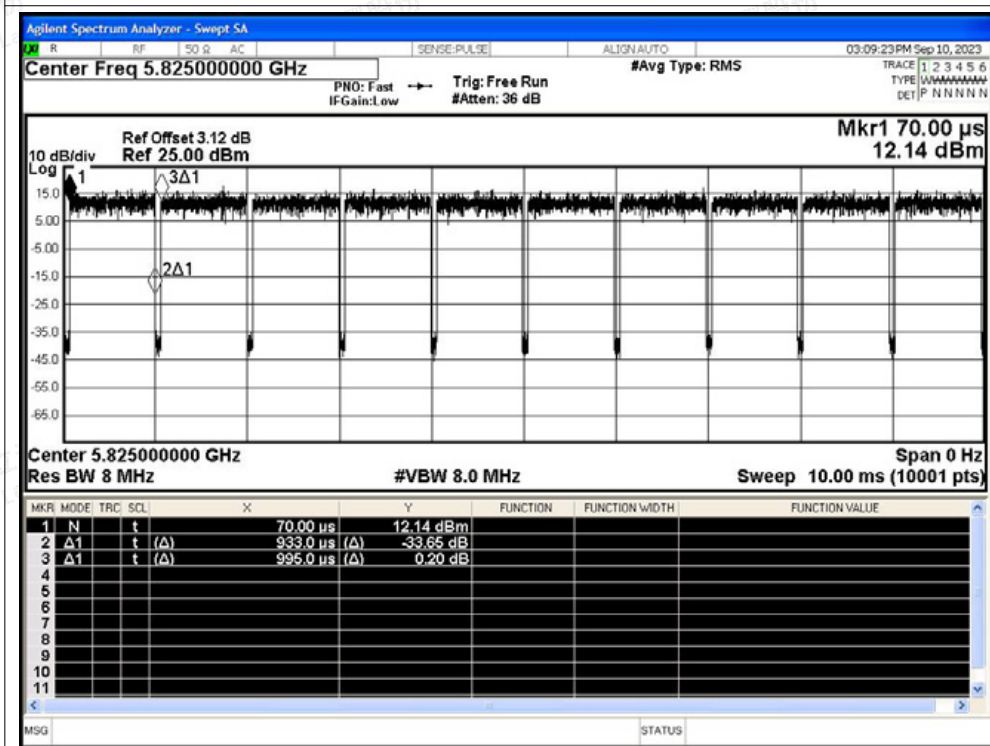 Agilent Spectrum Analyzer - Swept SA
R RF 50 Ω AC SENSE:PULSE ALIGN AUTO 03:09:23 PM Sep 10, 2023
Center Freq 5.825000000 GHz #Avg Type: RMS TRACE 1 2 3 4 5 6
PNO: Fast Trig: Free Run TYPE WWWWWW
IFGain:Low #Atten: 36 dB DET P N N N N N
Mkr1 70.00 µs
Ref Offset 3.12 dB
10 dB/div Ref 25.00 dBm 12.14 dBm
Log
1
3Δ1
15.0
5.00
-5.00
2Δ1
-15.0
-25.0
-35.0
-45.0
-55.0
-65.0
Center 5.825000000 GHz Span 0 Hz
Res BW 8 MHz #VBW 8.0 MHz Sweep 10.00 ms (10001 pts)
MKR MODE TRC SCL X Y FUNCTION FUNCTION WIDTH FUNCTION VALUE
1 N t 70.00 µs 12.14 dBm
2 Δ1 t (Δ) 933.0 µs (Δ) -33.65 dB
3 Δ1 t (Δ) 995.0 µs (Δ) 0.20 dB
4
5
6
7
8
9
10
11
MSG STATUS